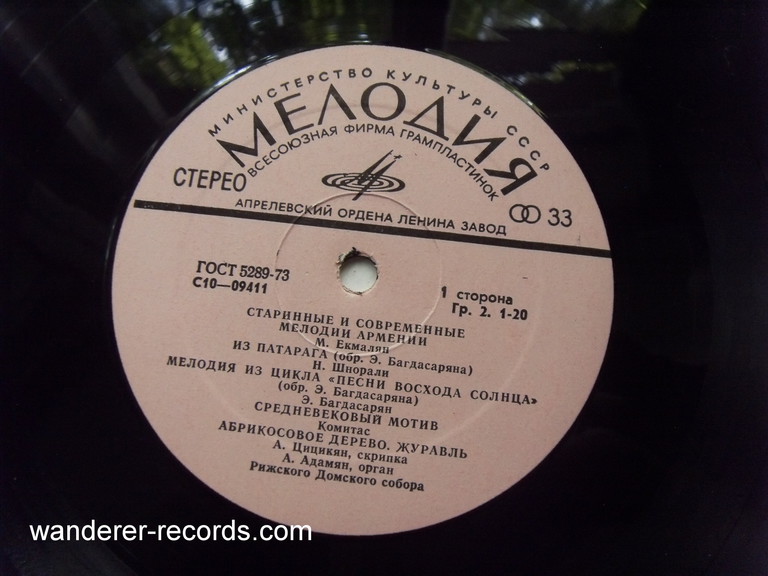 МИНИСТЕРСТВО КУЛЬТУРЫ СССР
МЕЛОДИЯ
ВСЕСОЮЗНАЯ ФИРМА ГРАМПЛАСТИНОК
СТЕРЕО
33
АПРЕЛЕВСКИЙ ОРДЕНА ЛЕНИНА ЗАВОД
ГОСТ 5289-73
С10—09411
1 сторона
Гр. 2. 1-20
СТАРИННЫЕ И СОВРЕМЕННЫЕ
МЕЛОДИИ АРМЕНИИ
М. Екмалян
ИЗ ПАТАРАГА (обр. Э. Багдасаряна)
Н. Шнорали
МЕЛОДИЯ ИЗ ЦИКЛА «ПЕСНИ ВОСХОДА СОЛНЦА»
(обр. Э. Багдасаряна)
Э. Багдасарян
СРЕДНЕВЕКОВЫЙ МОТИВ
Комитас
АБРИКОСОВОЕ ДЕРЕВО. ЖУРАВЛЬ
А. Цицикян, скрипка
А. Адамян, орган
Рижского Домского собора
wanderer-records.com